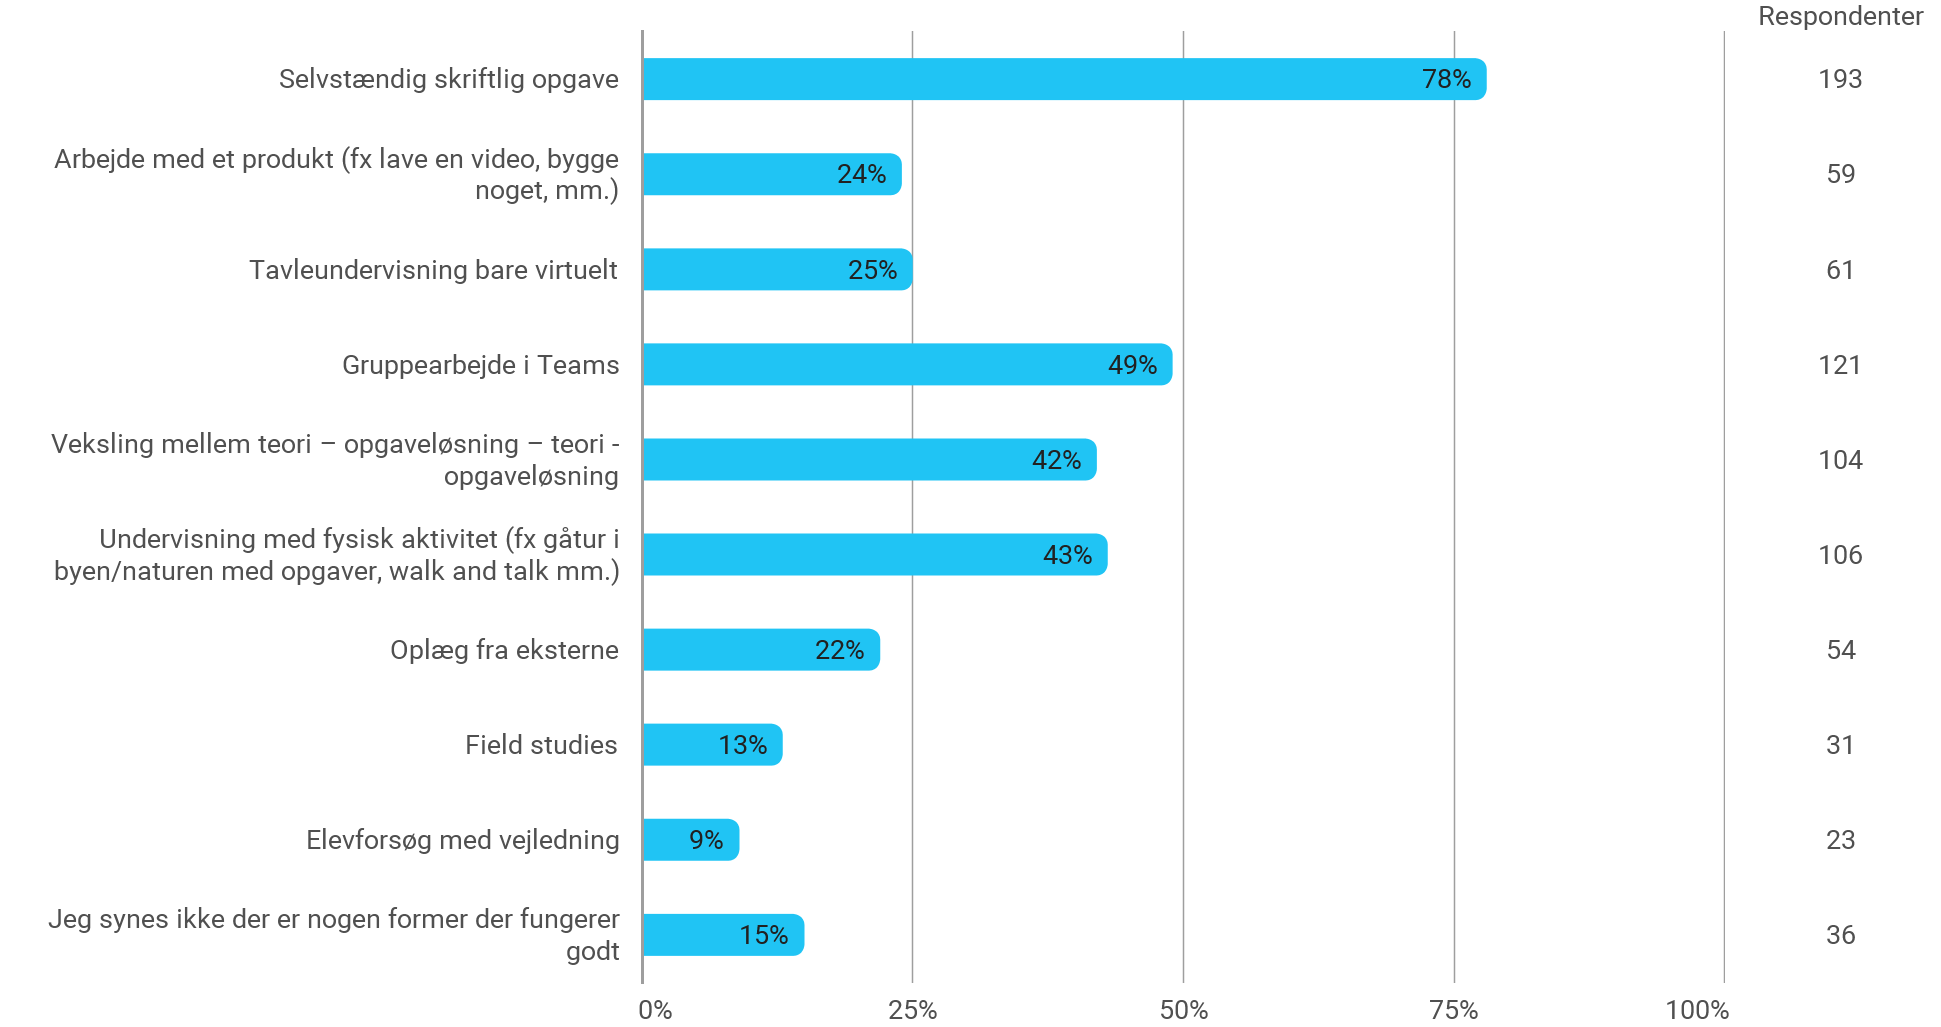 Respondenter
Selvstændig skriftlig opgave 78% 193
Arbejde med et produkt (fx lave en video, bygge
noget, mm.) 24% 59
Tavleundervisning bare virtuelt 25% 61
Gruppearbejde i Teams 49% 121
Veksling mellem teori – opgaveløsning – teori -
opgaveløsning 42% 104
Undervisning med fysisk aktivitet (fx gåtur i
byen/naturen med opgaver, walk and talk mm.) 43% 106
Oplæg fra eksterne 22% 54
Field studies 13% 31
Elevforsøg med vejledning 9% 23
Jeg synes ikke der er nogen former der fungerer
godt 15% 36
0% 25% 50% 75% 100%